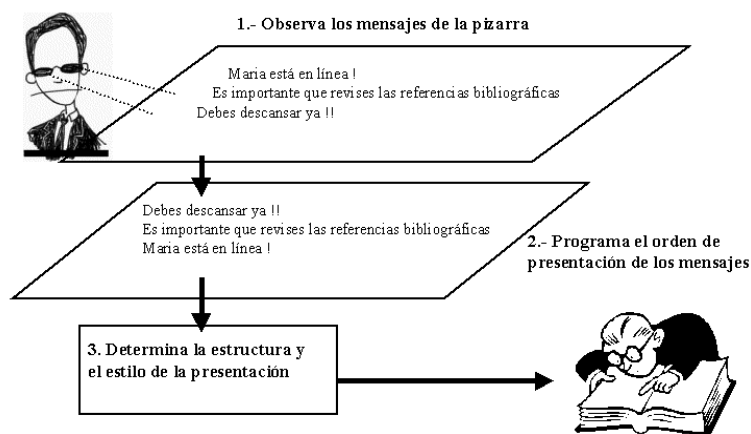 1.- Observa los mensajes de la pizarra
Maria está en línea !
Es importante que revises las referencias bibliográficas
Debes descansar ya !!
Debes descansar ya !!
Es importante que revises las referencias bibliográficas
Maria está en línea !
2.- Programa el orden de
presentación de los mensajes
3. Determina la estructura y
el estilo de la presentación